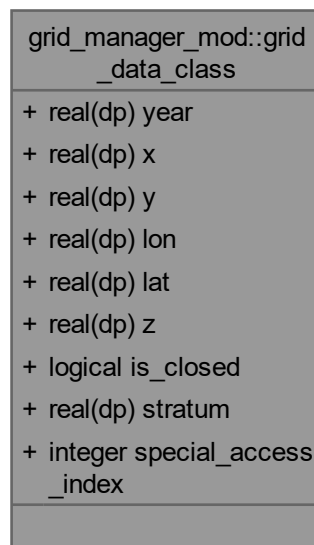 grid_manager_mod::grid
_data_class
+ real(dp) year
+ real(dp) x
+ real(dp) y
+ real(dp) lon
+ real(dp) lat
+ real(dp) z
+ logical is_closed
+ real(dp) stratum
+ integer special_access
_index